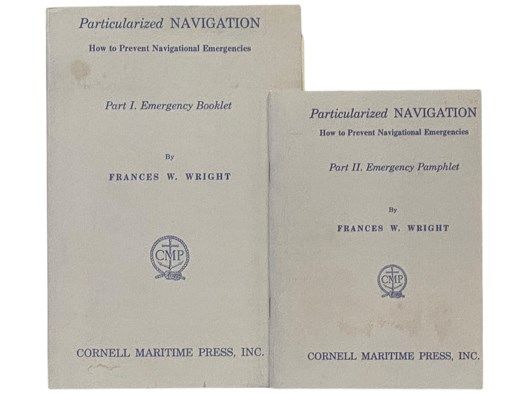 Particularized NAVIGATION
How to Prevent Navigational Emergencies
Part I. Emergency Booklet
By
FRANCES W. WRIGHT
CMP
CORNELL MARITIME PRESS, INC.
Particularized NAVIGATION
How to Prevent Navigational Emergencies
Part II. Emergency Pamphlet
By
FRANCES W. WRIGHT
CMP
CORNELL MARITIME PRESS, INC.